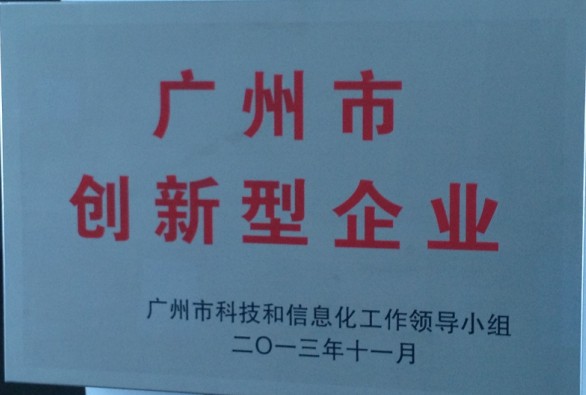 广州市
创新型企业
广州市科技和信息化工作领导小组
二〇一三年十一月